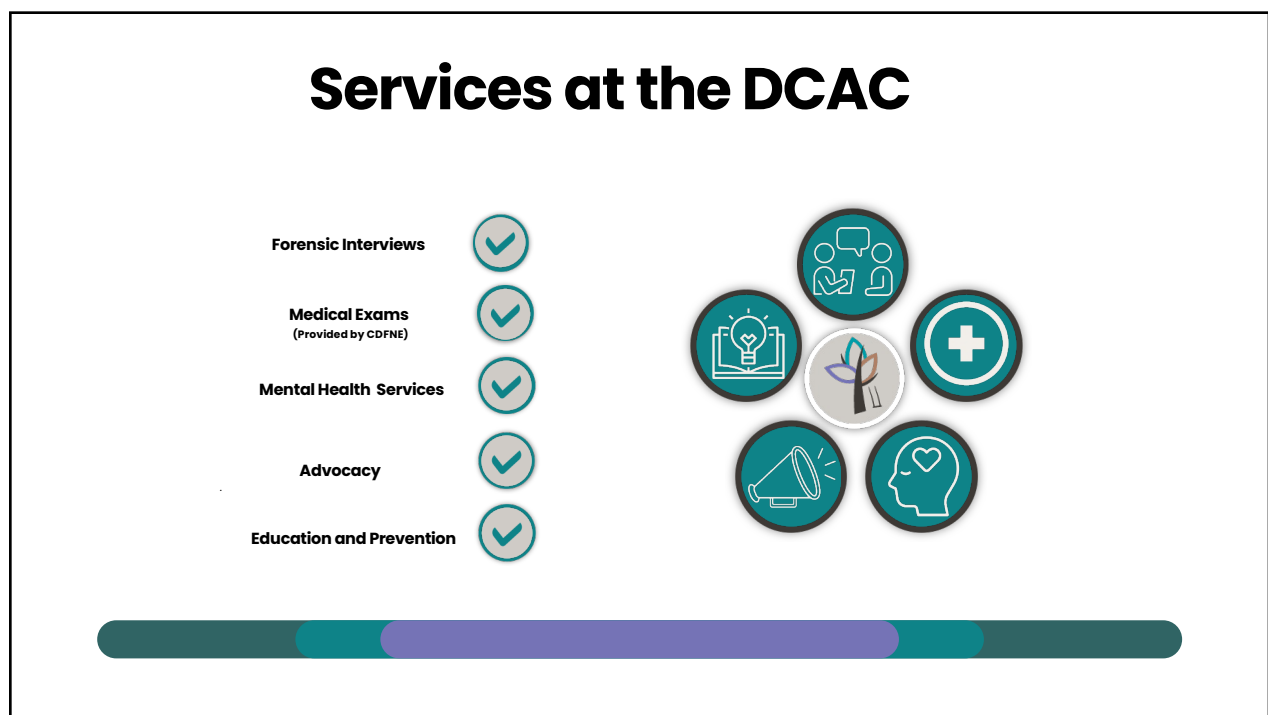 Services at the DCAC
Forensic Interviews
Medical Exams
(Provided by CDFNE)
Mental Health  Services
Advocacy
.
Education and Prevention